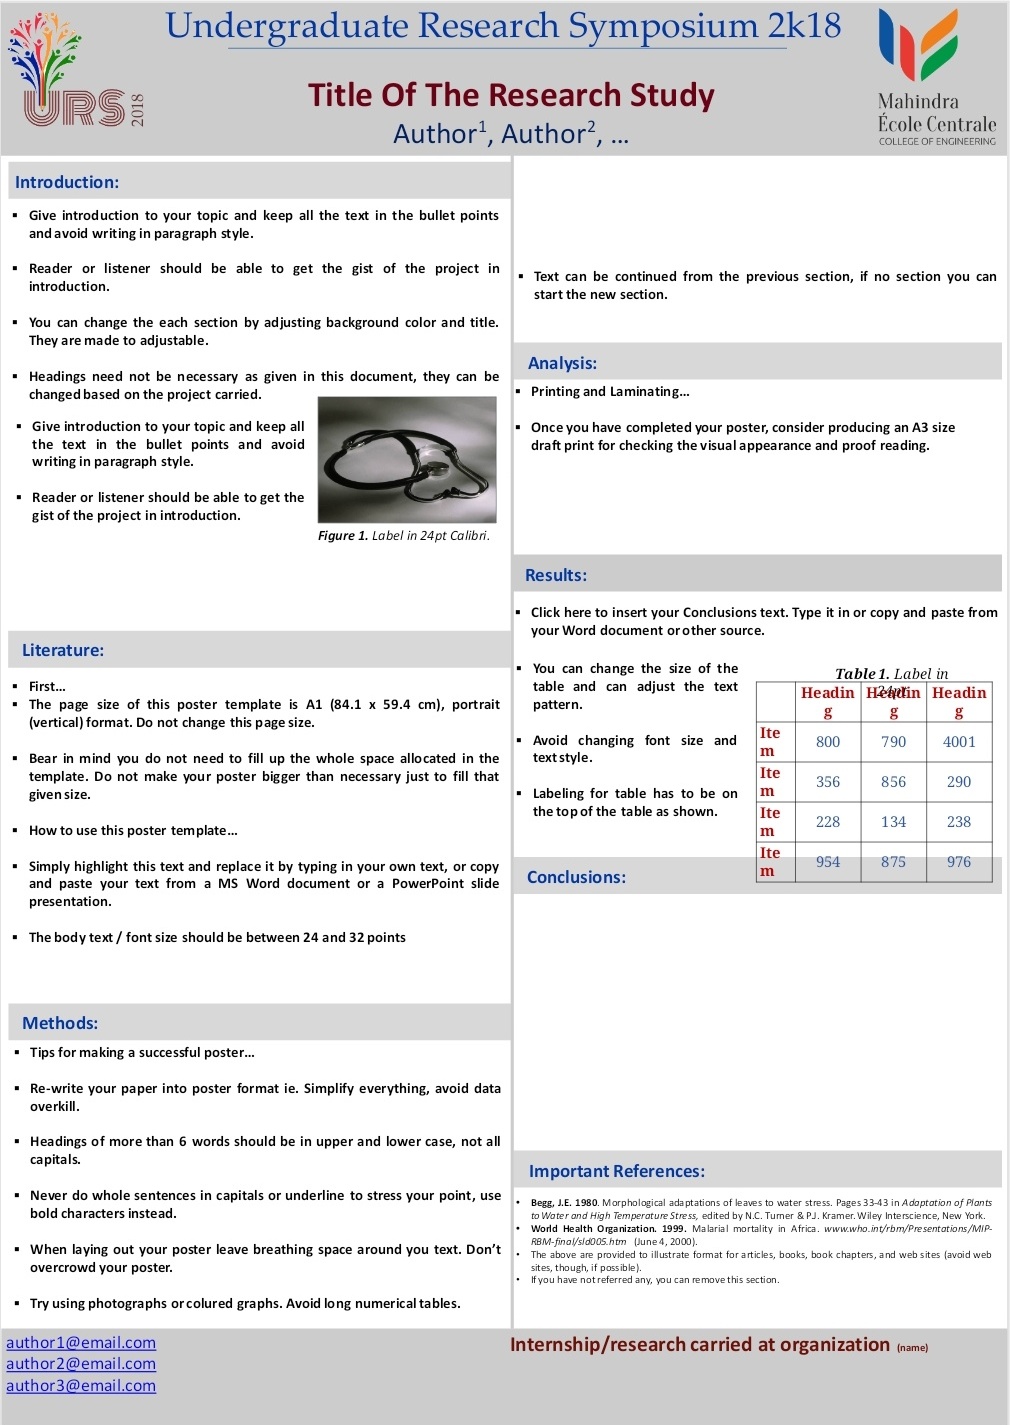 Undergraduate Research Symposium 2k18
URS
2018
Title Of The Research Study
Author1, Author2, …
Mahindra
École Centrale
COLLEGE OF ENGINEERING
Introduction:
▪ Give introduction to your topic and keep all the text in the bullet points
and avoid writing in paragraph style.
▪ Reader or listener should be able to get the gist of the project in
introduction.
▪ You can change the each section by adjusting background color and title.
They are made to adjustable.
▪ Headings need not be necessary as given in this document, they can be
changed based on the project carried.
▪ Give introduction to your topic and keep all
the text in the bullet points and avoid
writing in paragraph style.
▪ Reader or listener should be able to get the
gist of the project in introduction.
Figure 1. Label in 24pt Calibri.
Literature:
▪ First…
▪ The page size of this poster template is A1 (84.1 x 59.4 cm), portrait
(vertical) format. Do not change this page size.
▪ Bear in mind you do not need to fill up the whole space allocated in the
template. Do not make your poster bigger than necessary just to fill that
given size.
▪ How to use this poster template…
▪ Simply highlight this text and replace it by typing in your own text, or copy
and paste your text from a MS Word document or a PowerPoint slide
presentation.
▪ The body text / font size should be between 24 and 32 points
Methods:
▪ Tips for making a successful poster…
▪ Re-write your paper into poster format ie. Simplify everything, avoid data
overkill.
▪ Headings of more than 6 words should be in upper and lower case, not all
capitals.
▪ Never do whole sentences in capitals or underline to stress your point, use
bold characters instead.
▪ When laying out your poster leave breathing space around you text. Don’t
overcrowd your poster.
▪ Try using photographs or colured graphs. Avoid long numerical tables.
▪ Text can be continued from the previous section, if no section you can
start the new section.
Analysis:
▪ Printing and Laminating…
▪ Once you have completed your poster, consider producing an A3 size
draft print for checking the visual appearance and proof reading.
Results:
▪ Click here to insert your Conclusions text. Type it in or copy and paste from
your Word document or other source.
▪ You can change the size of the
table and can adjust the text
pattern.
▪ Avoid changing font size and
text style.
▪ Labeling for table has to be on
the top of the table as shown.
Table 1. Label in
24pt
Headin Headin Headin
g g g
Ite
m 800 790 4001
Ite
m 356 856 290
Ite
m 228 134 238
Ite
m 954 875 976
Conclusions:
Important References:
• Begg, J.E. 1980. Morphological adaptations of leaves to water stress. Pages 33-43 in Adaptation of Plants
to Water and High Temperature Stress, edited by N.C. Turner & P.J. Kramer. Wiley Interscience, New York.
• World Health Organization. 1999. Malarial mortality in Africa. www.who.int/rbm/Presentations/MIP-
RBM-final/sld005.htm (June 4, 2000).
• The above are provided to illustrate format for articles, books, book chapters, and web sites (avoid web
sites, though, if possible).
• If you have not referred any, you can remove this section.
author1@email.com
author2@email.com
author3@email.com
Internship/research carried at organization (name)